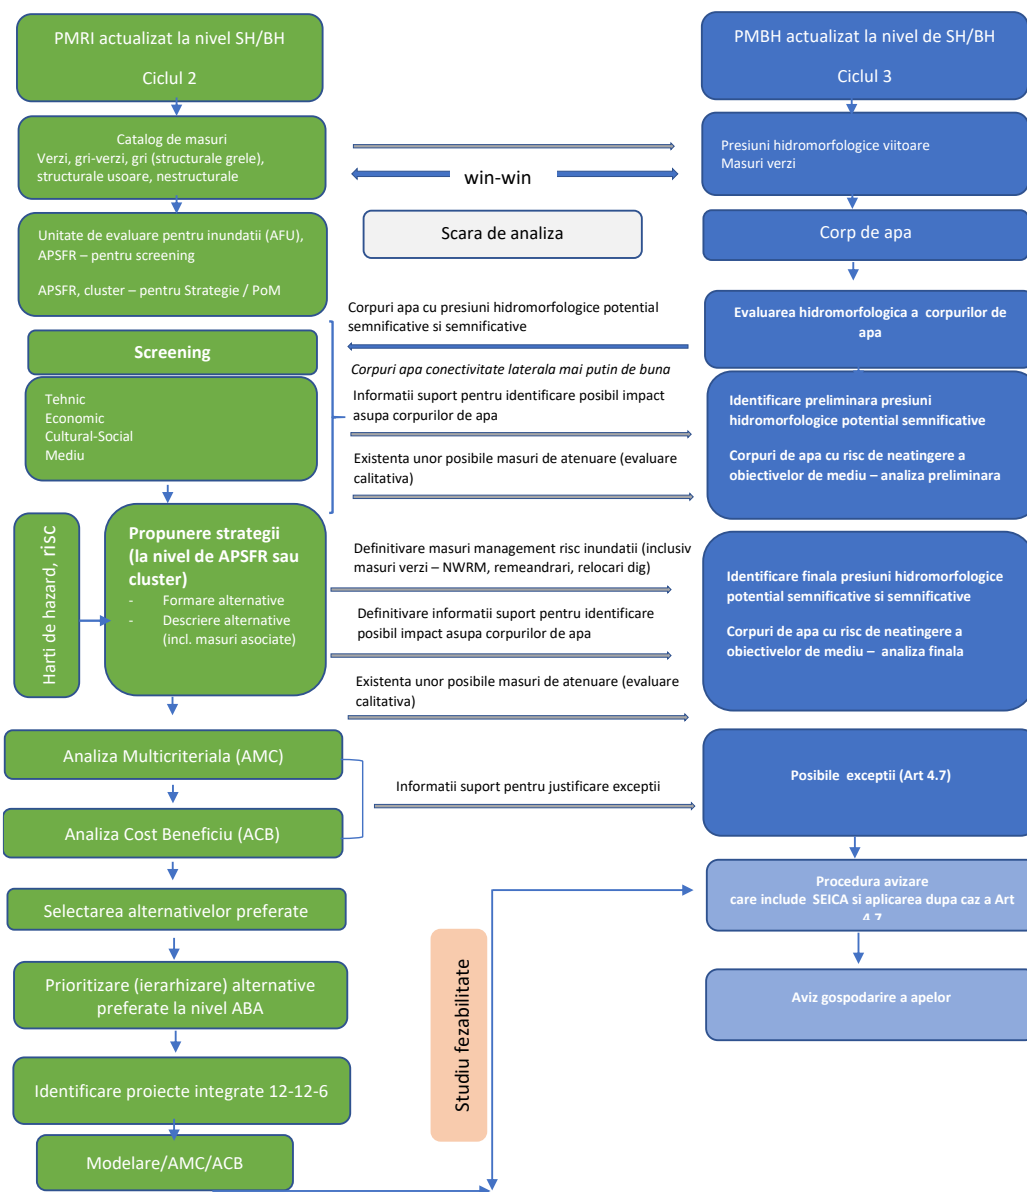 PMRI actualizat la nivel SH/BH
Ciclul 2
PMBH actualizat la nivel de SH/BH
Ciclul 3
Catalog de masuri
Verzi, gri-verzi, gri (structurale grele),
structurale usoare, nestructurale
win-win
Presiuni hidromorfologice viitoare
Masuri verzi
Unitate de evaluare pentru inundatii (AFU),
APSFR – pentru screening
APSFR, cluster – pentru Strategie / PoM
Scara de analiza
Corp de apa
Corpuri apa cu presiuni hidromorfologice potential
semnificative si semnificative
Evaluarea hidromorfologica a corpurilor de
apa
Screening
Corpuri apa conectivitate laterala mai putin de buna
Tehnic
Economic
Cultural-Social
Mediu
Informatii suport pentru identificare posibil impact
asupa corpurilor de apa
Existenta unor posibile masuri de atenuare (evaluare
calitativa)
Identificare preliminara presiuni
hidromorfologice potential semnificative
Corpuri de apa cu risc de neatingere a
obiectivelor de mediu – analiza preliminara
Harti de hazard, risc
Propunere strategii
(la nivel de APSFR sau
cluster)
- Formare alternative
- Descriere alternative
(incl. masuri asociate)
Definitivare masuri management risc inundatii (inclusiv
masuri verzi – NWRM, remeandrari, relocari dig)
Definitivare informatii suport pentru identificare
posibil impact asupa corpurilor de apa
Existenta unor posibile masuri de atenuare (evaluare
calitativa)
Identificare finala presiuni hidromorfologice
potential semnificative si semnificative
Corpuri de apa cu risc de neatingere a
obiectivelor de mediu – analiza finala
Analiza Multicriteriala (AMC)
Informatii suport pentru justificare exceptii
Posibile exceptii (Art 4.7)
Analiza Cost Beneficiu (ACB)
Selectarea alternativelor preferate
Procedura avizare
care include SEICA si aplicarea dupa caz a Art
4.7
Studiu fezabilitate
Prioritizare (ierarhizare) alternative
preferate la nivel ABA
Aviz gospodarire a apelor
Identificare proiecte integrate 12-12-6
Modelare/AMC/ACB